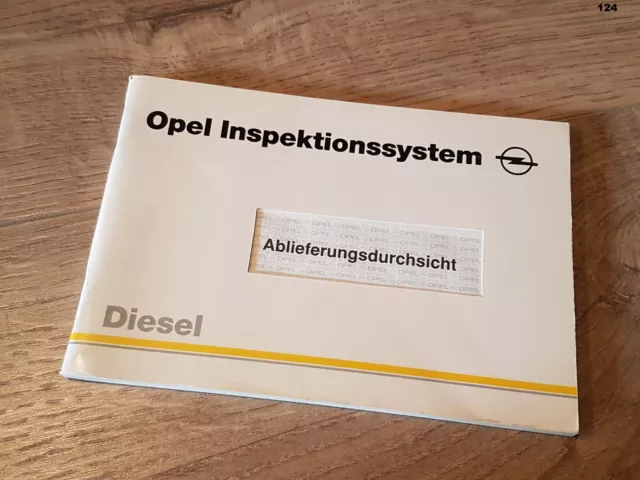 124
Opel Inspektionssystem
Ablieferungsdurchsicht
Diesel